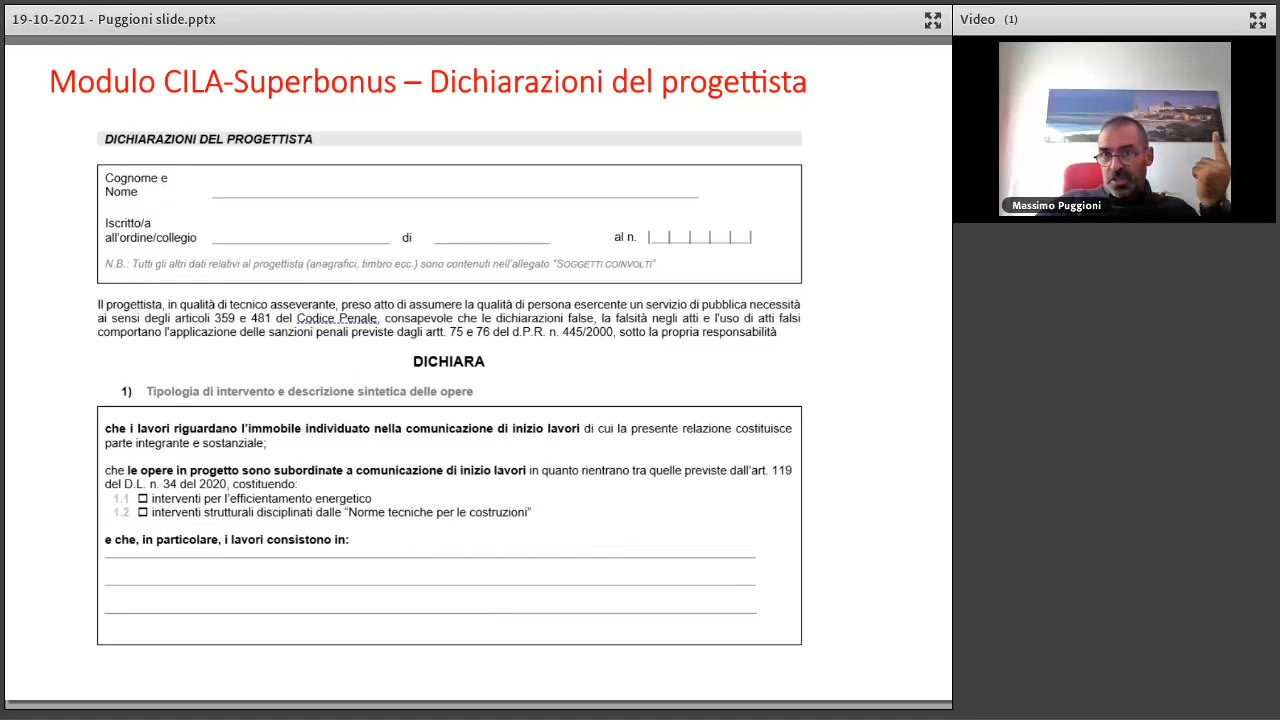 19-10-2021 - Puggioni slide.pptx
Video (1)
Modulo CILA-Superbonus – Dichiarazioni del progettista
Massimo Puggioni
DICHIARAZIONI DEL PROGETTISTA
Cognome e
Nome
Iscritto/a
all'ordine/collegio di al n.
N.B.: Tutti gli altri dati relativi al progettista (anagrafici, timbro ecc.) sono contenuti nell'allegato "SOGGETTI COINVOLTI"
Il progettista, in qualità di tecnico asseverante, preso atto di assumere la qualità di persona esercente un servizio di pubblica necessità
ai sensi degli articoli 359 e 481 del Codice Penale, consapevole che le dichiarazioni false, la falsità negli atti e l'uso di atti falsi
comportano l'applicazione delle sanzioni penali previste dagli artt. 75 e 76 del d.P.R. n. 445/2000, sotto la propria responsabilità
DICHIARA
1) Tipologia di intervento e descrizione sintetica delle opere
che i lavori riguardano l'immobile individuato nella comunicazione di inizio lavori di cui la presente relazione costituisce
parte integrante e sostanziale;
che le opere in progetto sono subordinate a comunicazione di inizio lavori in quanto rientrano tra quelle previste dall'art. 119
del D.L. n. 34 del 2020, costituendo:
1.1 ☐ interventi per l'efficientamento energetico
1.2 ☐ interventi strutturali disciplinati dalle "Norme tecniche per le costruzioni"
e che, in particolare, i lavori consistono in: